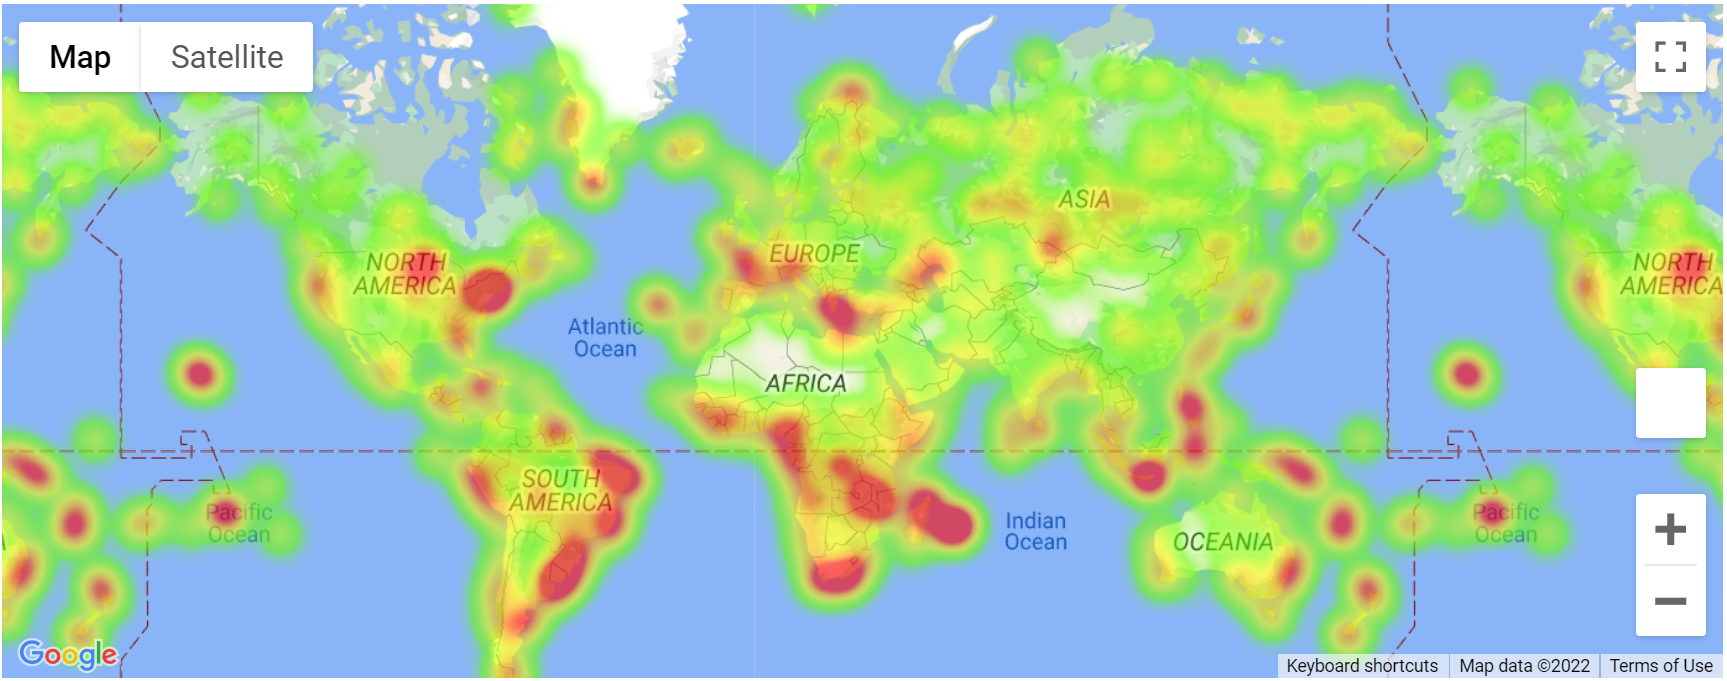 Map
Satellite
ASIA
EUROPE
NORTH
AMERICA
NORTH
AMERICA
Atlantic
Ocean
AFRICA
SOUTH
AMERICA
Pacific
Ocean
Indian
Ocean
OCEANIA
Pacific
Ocean
+
−
Google
Keyboard shortcuts
Map data ©2022
Terms of Use